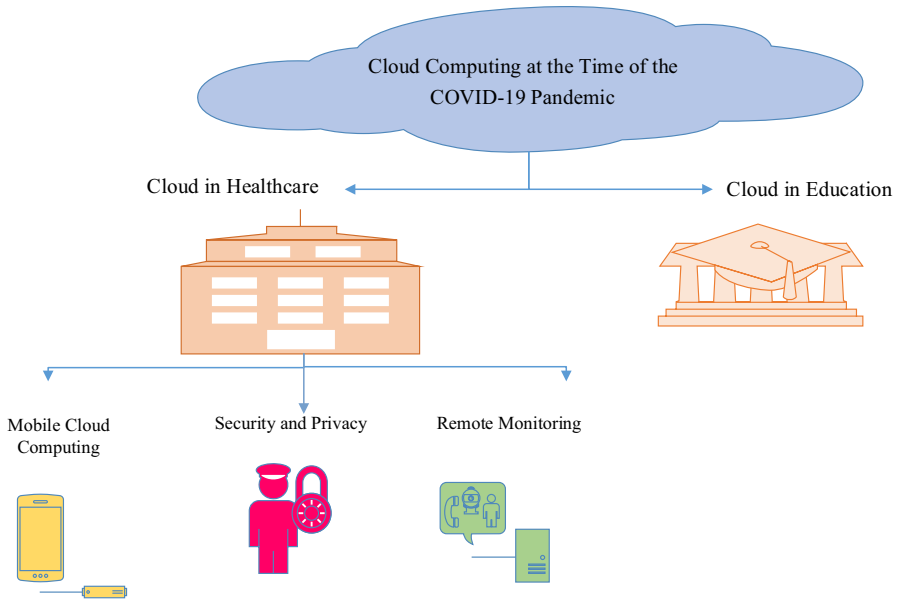 Cloud Computing at the Time of the
COVID-19 Pandemic
Cloud in Healthcare
Cloud in Education
Mobile Cloud
Computing
Security and Privacy
Remote Monitoring